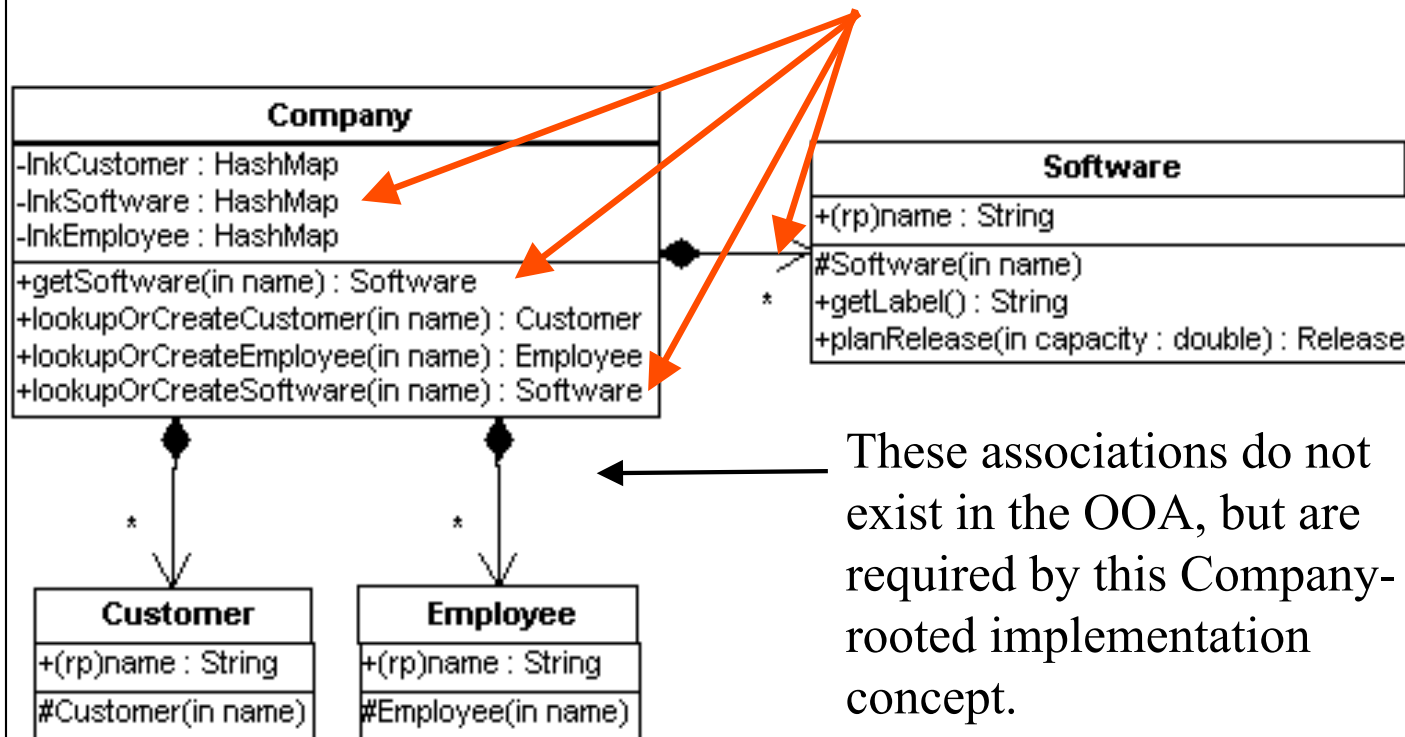 Company
-lnkCustomer : HashMap
-lnkSoftware : HashMap
-lnkEmployee : HashMap
+getSoftware(in name) : Software
+lookupOrCreateCustomer(in name) : Customer
+lookupOrCreateEmployee(in name) : Employee
+lookupOrCreateSoftware(in name) : Software
*
Software
+(rp)name : String
#Software(in name)
+getLabel() : String
+planRelease(in capacity : double) : Release
*
*
Customer
+(rp)name : String
#Customer(in name)
Employee
+(rp)name : String
#Employee(in name)
These associations do not
exist in the OOA, but are
required by this Company-
rooted implementation
concept.